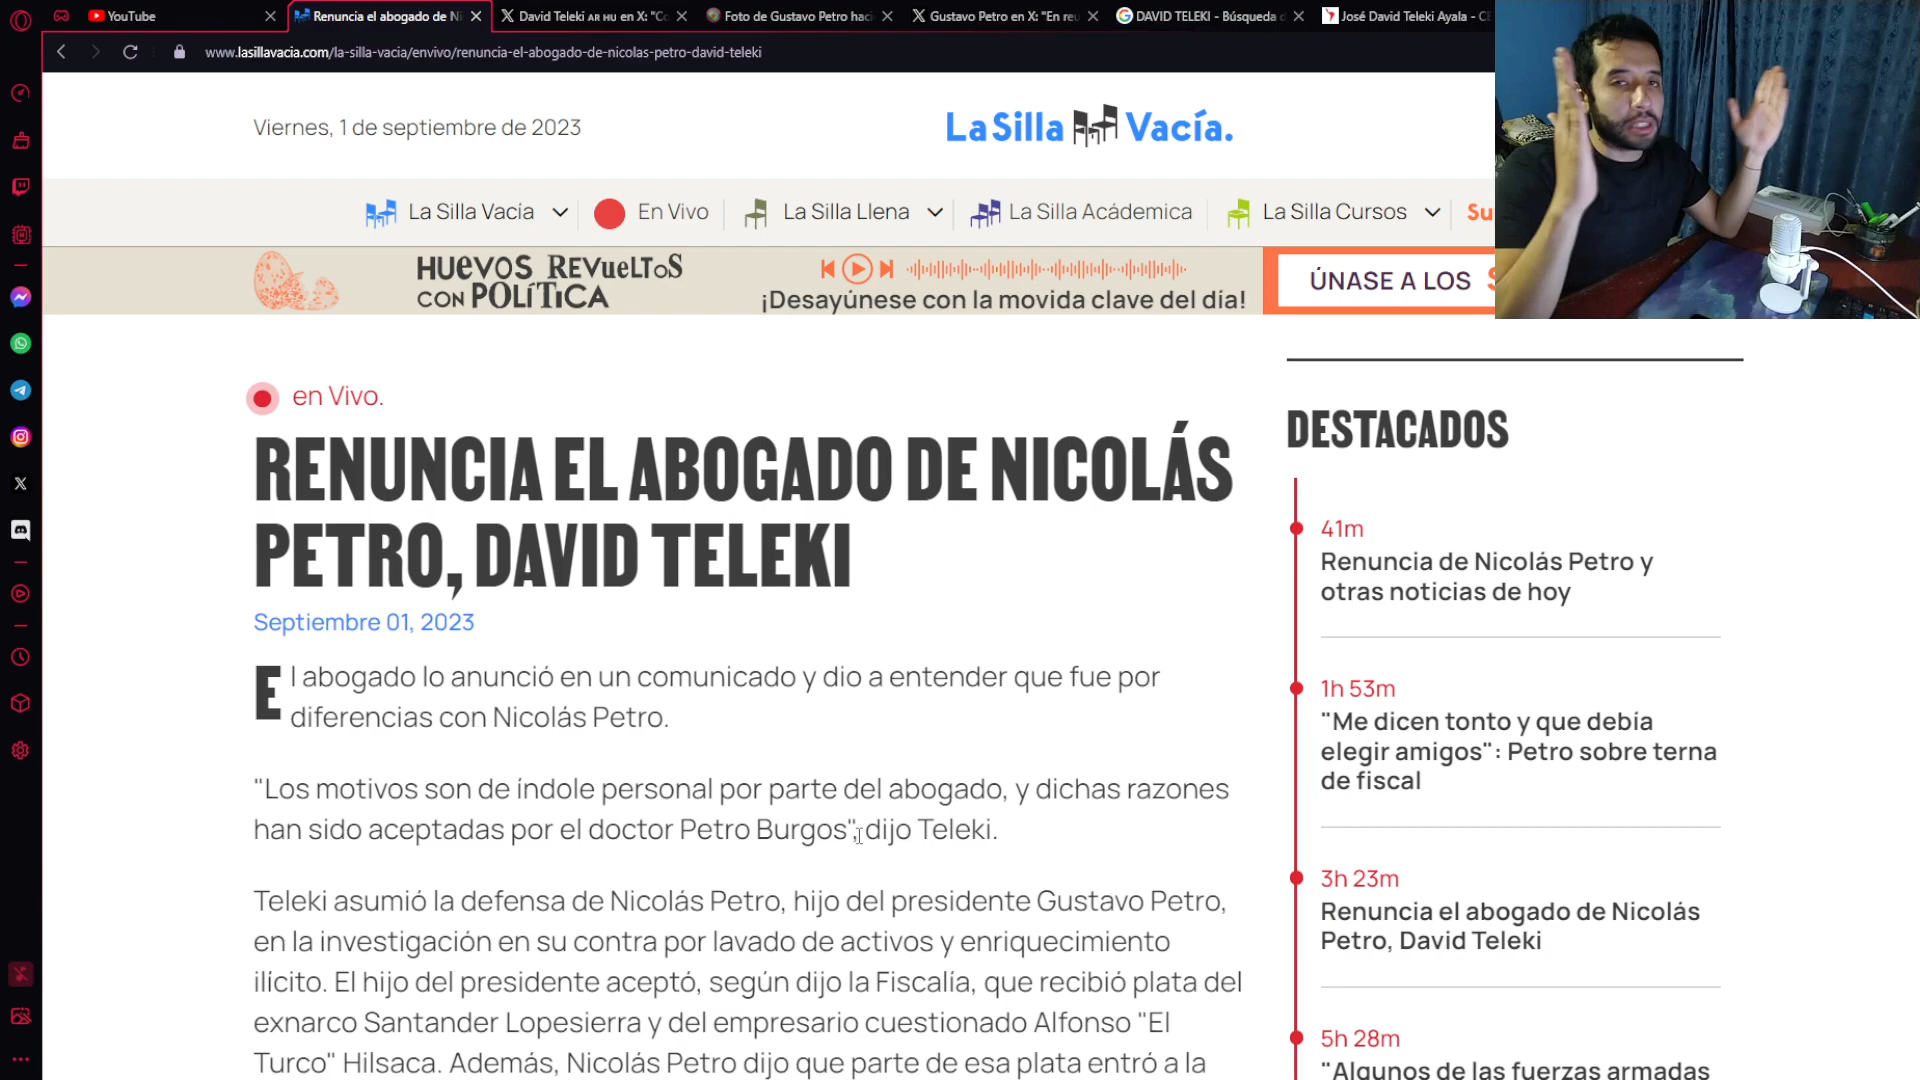 YouTube
Renuncia el abogado de Ni
David Teleki AR HU en X: "Co
Foto de Gustavo Petro haci
Gustavo Petro en X: "En reu
DAVID TELEKI - Búsqueda d
José David Teleki Ayala - C
www.lasillavacia.com/la-silla-vacia/envivo/renuncia-el-abogado-de-nicolas-petro-david-teleki
Viernes, 1 de septiembre de 2023
La Silla Vacía.
La Silla Vacía
En Vivo
La Silla Llena
La Silla Acádemica
La Silla Cursos
Su
HUEVOS REVUELTOS
CON POLÍTICA
¡Desayúnese con la movida clave del día!
ÚNASE A LOS S
en Vivo.
RENUNCIA EL ABOGADO DE NICOLÁS
PETRO, DAVID TELEKI
Septiembre 01, 2023
El abogado lo anunció en un comunicado y dio a entender que fue por
diferencias con Nicolás Petro.
"Los motivos son de índole personal por parte del abogado, y dichas razones
han sido aceptadas por el doctor Petro Burgos", dijo Teleki.
Teleki asumió la defensa de Nicolás Petro, hijo del presidente Gustavo Petro,
en la investigación en su contra por lavado de activos y enriquecimiento
ilícito. El hijo del presidente aceptó, según dijo la Fiscalía, que recibió plata del
exnarco Santander Lopesierra y del empresario cuestionado Alfonso "El
Turco" Hilsaca. Además, Nicolás Petro dijo que parte de esa plata entró a la
DESTACADOS
41m
Renuncia de Nicolás Petro y
otras noticias de hoy
1h 53m
"Me dicen tonto y que debía
elegir amigos": Petro sobre terna
de fiscal
3h 23m
Renuncia el abogado de Nicolás
Petro, David Teleki
5h 28m
"Algunos de las fuerzas armadas